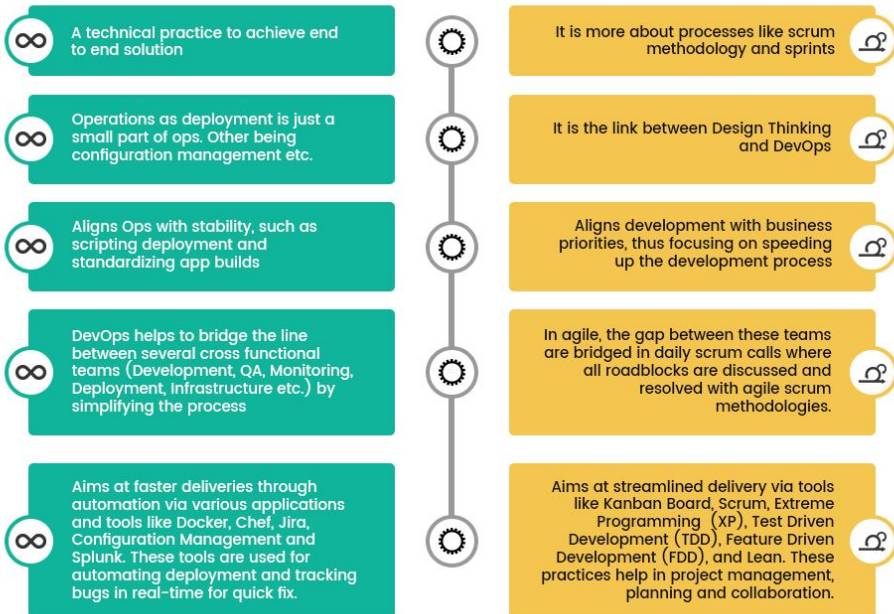 A technical practice to achieve end
to end solution
It is more about processes like scrum
methodology and sprints
Operations as deployment is just a
small part of ops. Other being
configuration management etc.
It is the link between Design Thinking
and DevOps
Aligns Ops with stability, such as
scripting deployment and
standardizing app builds
Aligns development with business
priorities, thus focusing on speeding
up the development process
DevOps helps to bridge the line
between several cross functional
teams (Development, QA, Monitoring,
Deployment, Infrastructure etc.) by
simplifying the process
In agile, the gap between these teams
are bridged in daily scrum calls where
all roadblocks are discussed and
resolved with agile scrum
methodologies.
Aims at faster deliveries through
automation via various applications
and tools like Docker, Chef, Jira,
Configuration Management and
Splunk. These tools are used for
automating deployment and tracking
bugs in real-time for quick fix.
Aims at streamlined delivery via tools
like Kanban Board, Scrum, Extreme
Programming (XP), Test Driven
Development (TDD), Feature Driven
Development (FDD), and Lean. These
practices help in project management,
planning and collaboration.